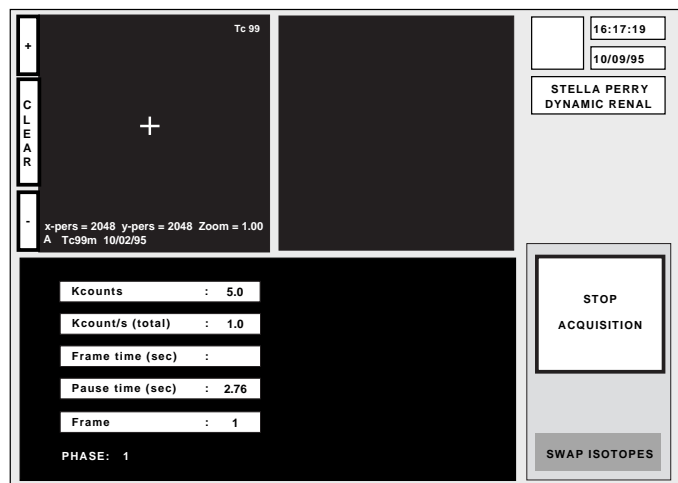 +
CLEAR
-
Tc 99
x-pers = 2048 y-pers = 2048 Zoom = 1.00
A Tc99m 10/02/95
16:17:19
10/09/95
STELLA PERRY
DYNAMIC RENAL
Kcounts : 5.0
Kcount/s (total) : 1.0
Frame time (sec) :
Pause time (sec) : 2.76
Frame : 1
PHASE: 1
STOP
ACQUISITION
SWAP ISOTOPES